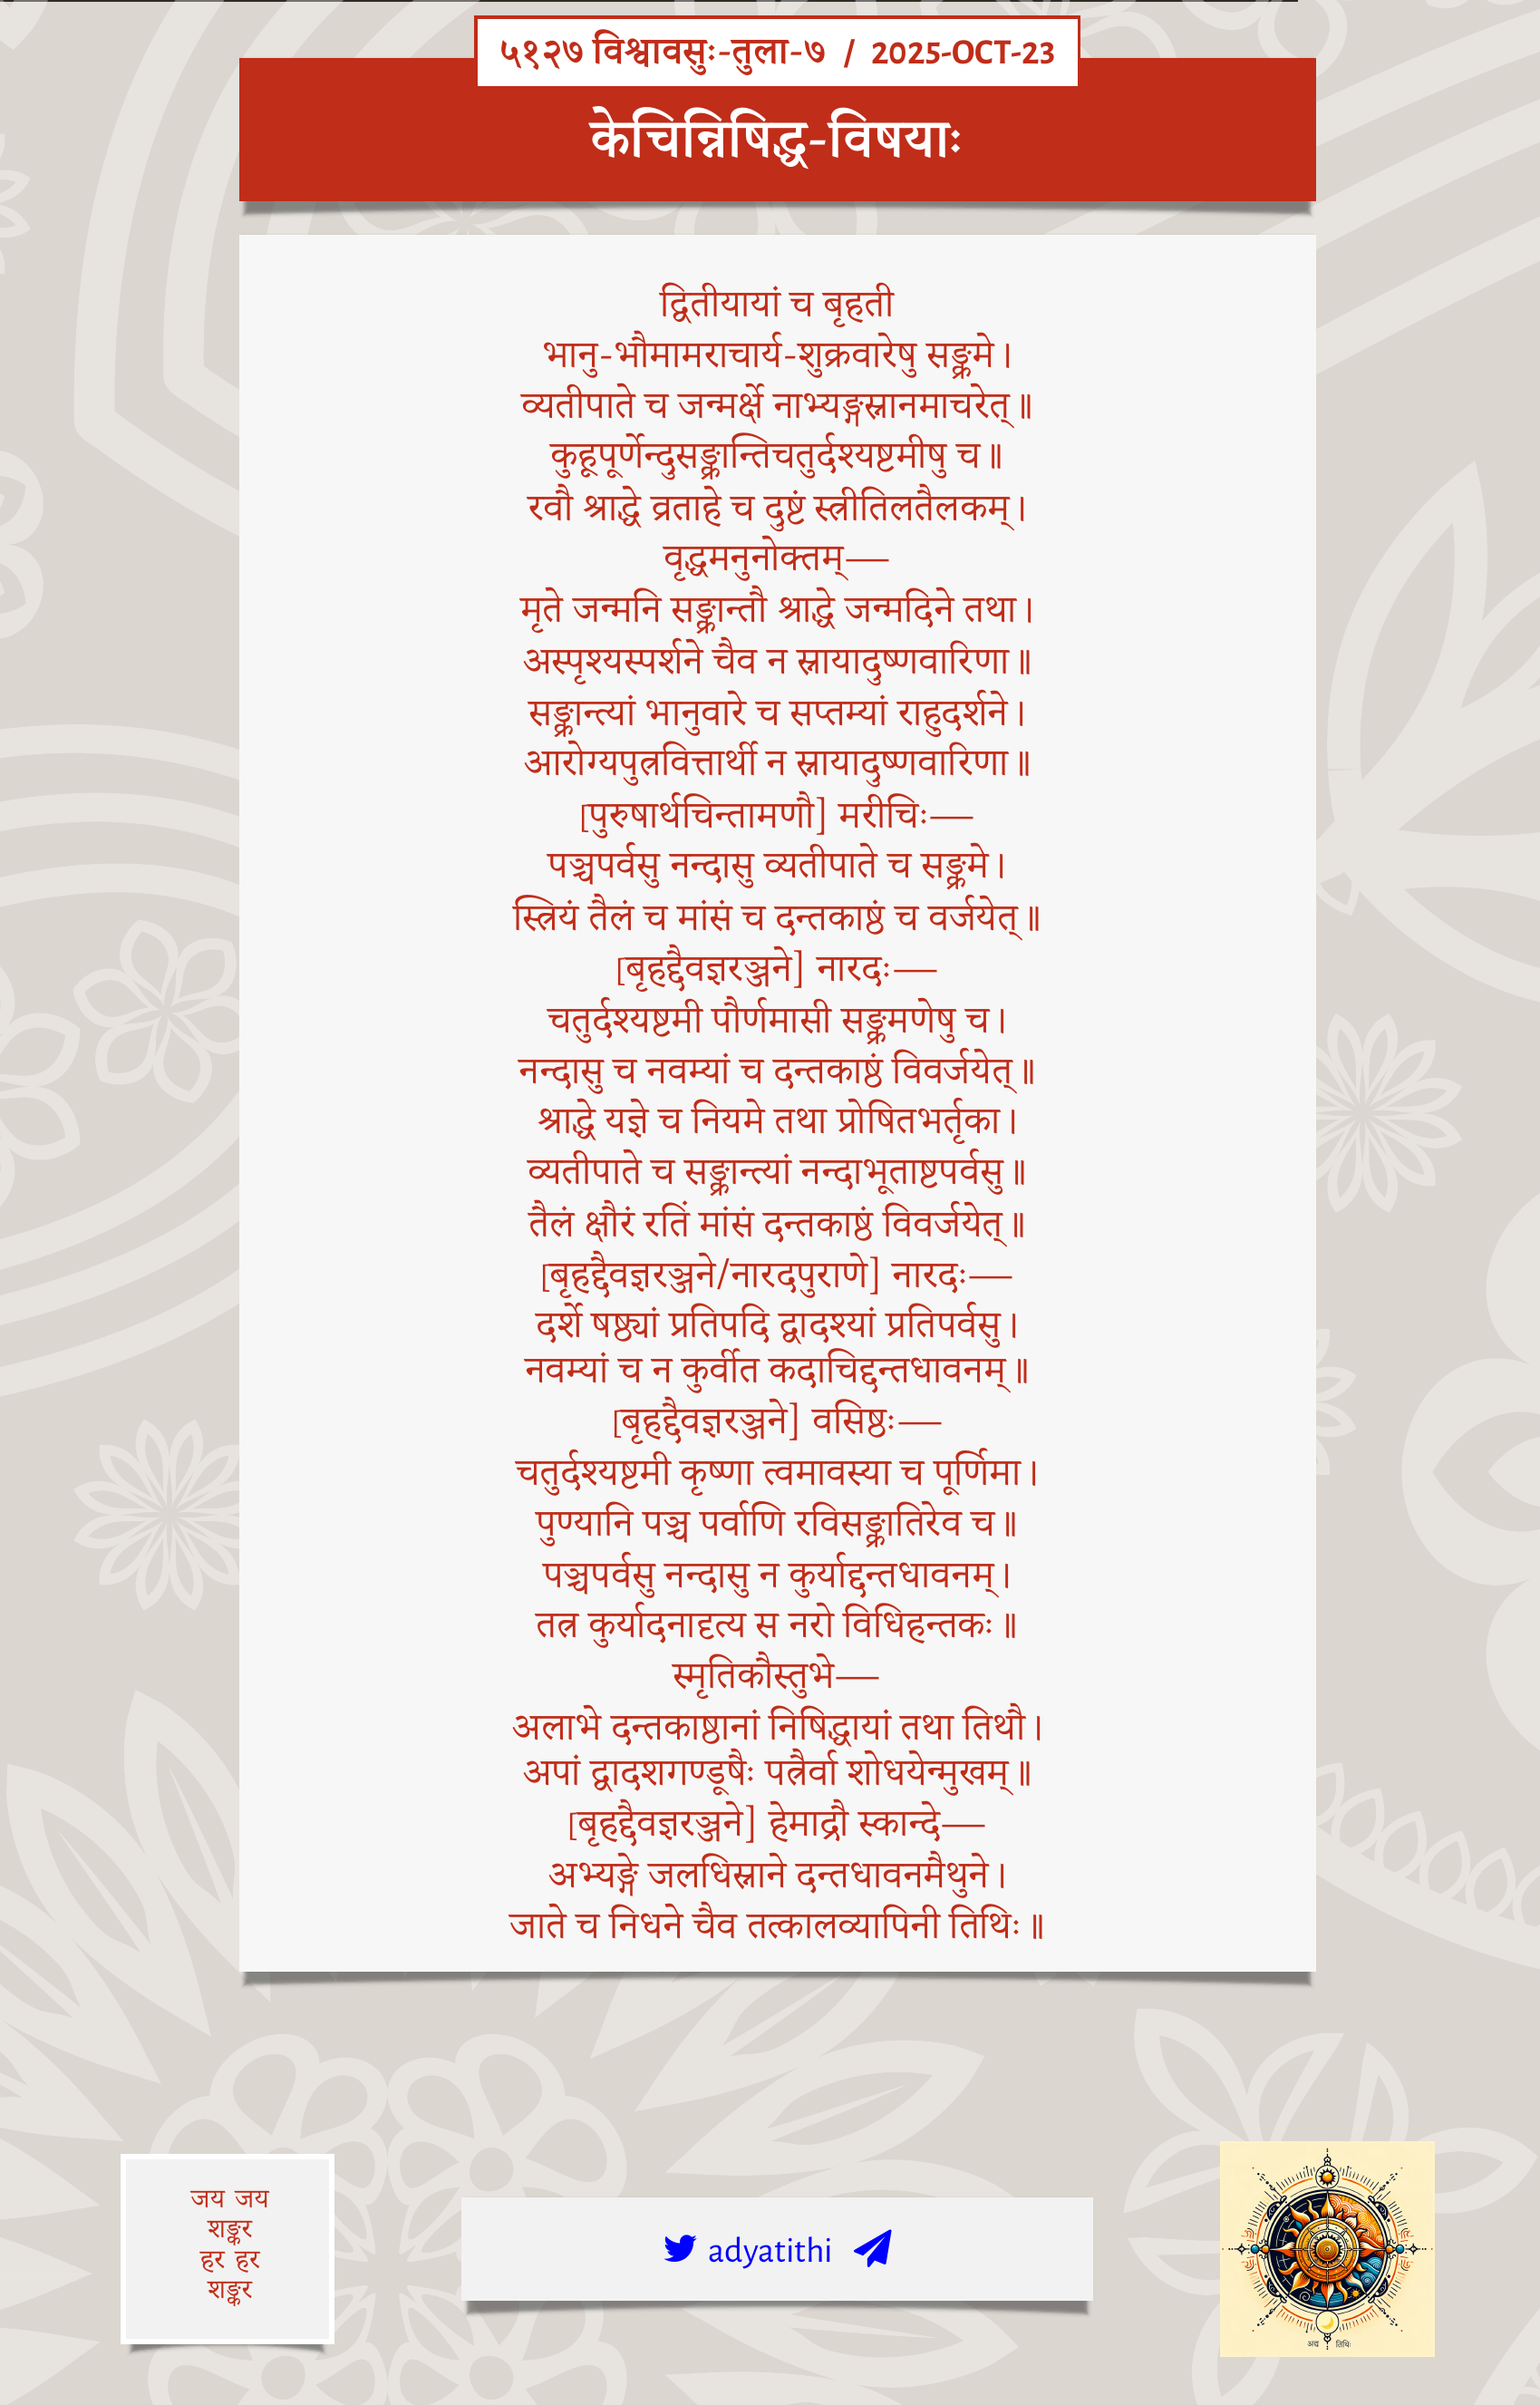 ५१२७ विश्वावसुः-तुला-७ / 2025-OCT-23
केचिन्निषिद्ध-विषयाः
द्वितीयायां च बृहती
भानु-भौमामराचार्य-शुक्रवारेषु सङ्क्रमे।
व्यतीपाते च जन्मर्क्षे नाभ्यङ्गस्नानमाचरेत्॥
कुहूपूर्णेन्दुसङ्क्रान्तिचतुर्दश्यष्टमीषु च॥
रवौ श्राद्धे व्रताहे च दुष्टं स्त्रीतिलतैलकम्।
वृद्धमनुनोक्तम्—
मृते जन्मनि सङ्क्रान्तौ श्राद्धे जन्मदिने तथा।
अस्पृश्यस्पर्शने चैव न स्नायादुष्णवारिणा॥
सङ्क्रान्त्यां भानुवारे च सप्तम्यां राहुदर्शने।
आरोग्यपुत्रवित्तार्थी न स्नायादुष्णवारिणा॥
[पुरुषार्थचिन्तामणौ] मरीचिः—
पञ्चपर्वसु नन्दासु व्यतीपाते च सङ्क्रमे।
स्त्रियं तैलं च मांसं च दन्तकाष्ठं च वर्जयेत्॥
[बृहद्दैवज्ञरञ्जने] नारदः—
चतुर्दश्यष्टमी पौर्णमासी सङ्क्रमणेषु च।
नन्दासु च नवम्यां च दन्तकाष्ठं विवर्जयेत्॥
श्राद्धे यज्ञे च नियमे तथा प्रोषितभर्तृका।
व्यतीपाते च सङ्क्रान्त्यां नन्दाभूताष्टपर्वसु॥
तैलं क्षौरं रतिं मांसं दन्तकाष्ठं विवर्जयेत्॥
[बृहद्दैवज्ञरञ्जने/नारदपुराणे] नारदः—
दर्शे षष्ठ्यां प्रतिपदि द्वादश्यां प्रतिपर्वसु।
नवम्यां च न कुर्वीत कदाचिद्दन्तधावनम्॥
[बृहद्दैवज्ञरञ्जने] वसिष्ठः—
चतुर्दश्यष्टमी कृष्णा त्वमावस्या च पूर्णिमा।
पुण्यानि पञ्च पर्वाणि रविसङ्क्रातिरेव च॥
पञ्चपर्वसु नन्दासु न कुर्याद्दन्तधावनम्।
तत्र कुर्यादनादृत्य स नरो विधिहन्तकः॥
स्मृतिकौस्तुभे—
अलाभे दन्तकाष्ठानां निषिद्धायां तथा तिथौ।
अपां द्वादशगण्डूषैः पत्रैर्वा शोधयेन्मुखम्॥
[बृहद्दैवज्ञरञ्जने] हेमाद्रौ स्कान्दे—
अभ्यङ्गे जलधिस्नाने दन्तधावनमैथुने।
जाते च निधने चैव तत्कालव्यापिनी तिथिः॥
जय जय
शङ्कर
हर हर
शङ्कर
adyatithi
अद्य तिथिः